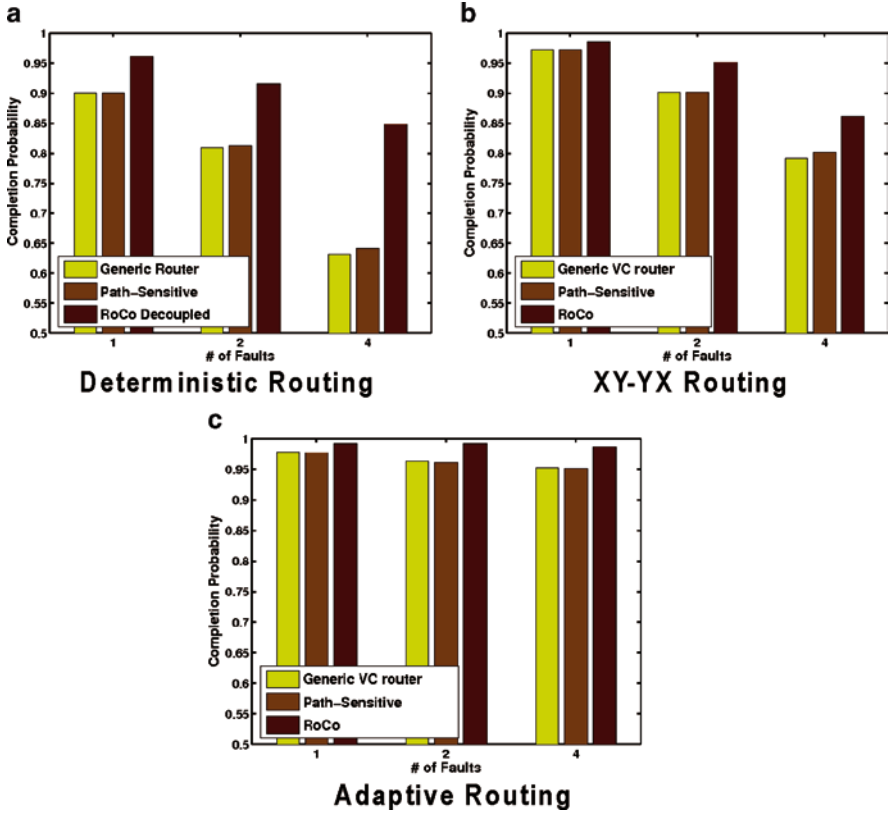 a
1
0.95
0.9
0.85
0.8
0.75
0.7
0.65
0.6
0.55
0.5
Completion Probability
Generic Router
Path-Sensitive
RoCo Decoupled
1
2
4
# of Faults
Deterministic Routing
b
1
0.95
0.9
0.85
0.8
0.75
0.7
0.65
0.6
0.55
0.5
Completion Probability
Generic VC router
Path-Sensitive
RoCo
1
2
4
# of Faults
XY-YX Routing
c
1
0.95
0.9
0.85
0.8
0.75
0.7
0.65
0.6
0.55
0.5
Completion Probability
Generic VC router
Path-Sensitive
RoCo
1
2
4
# of Faults
Adaptive Routing